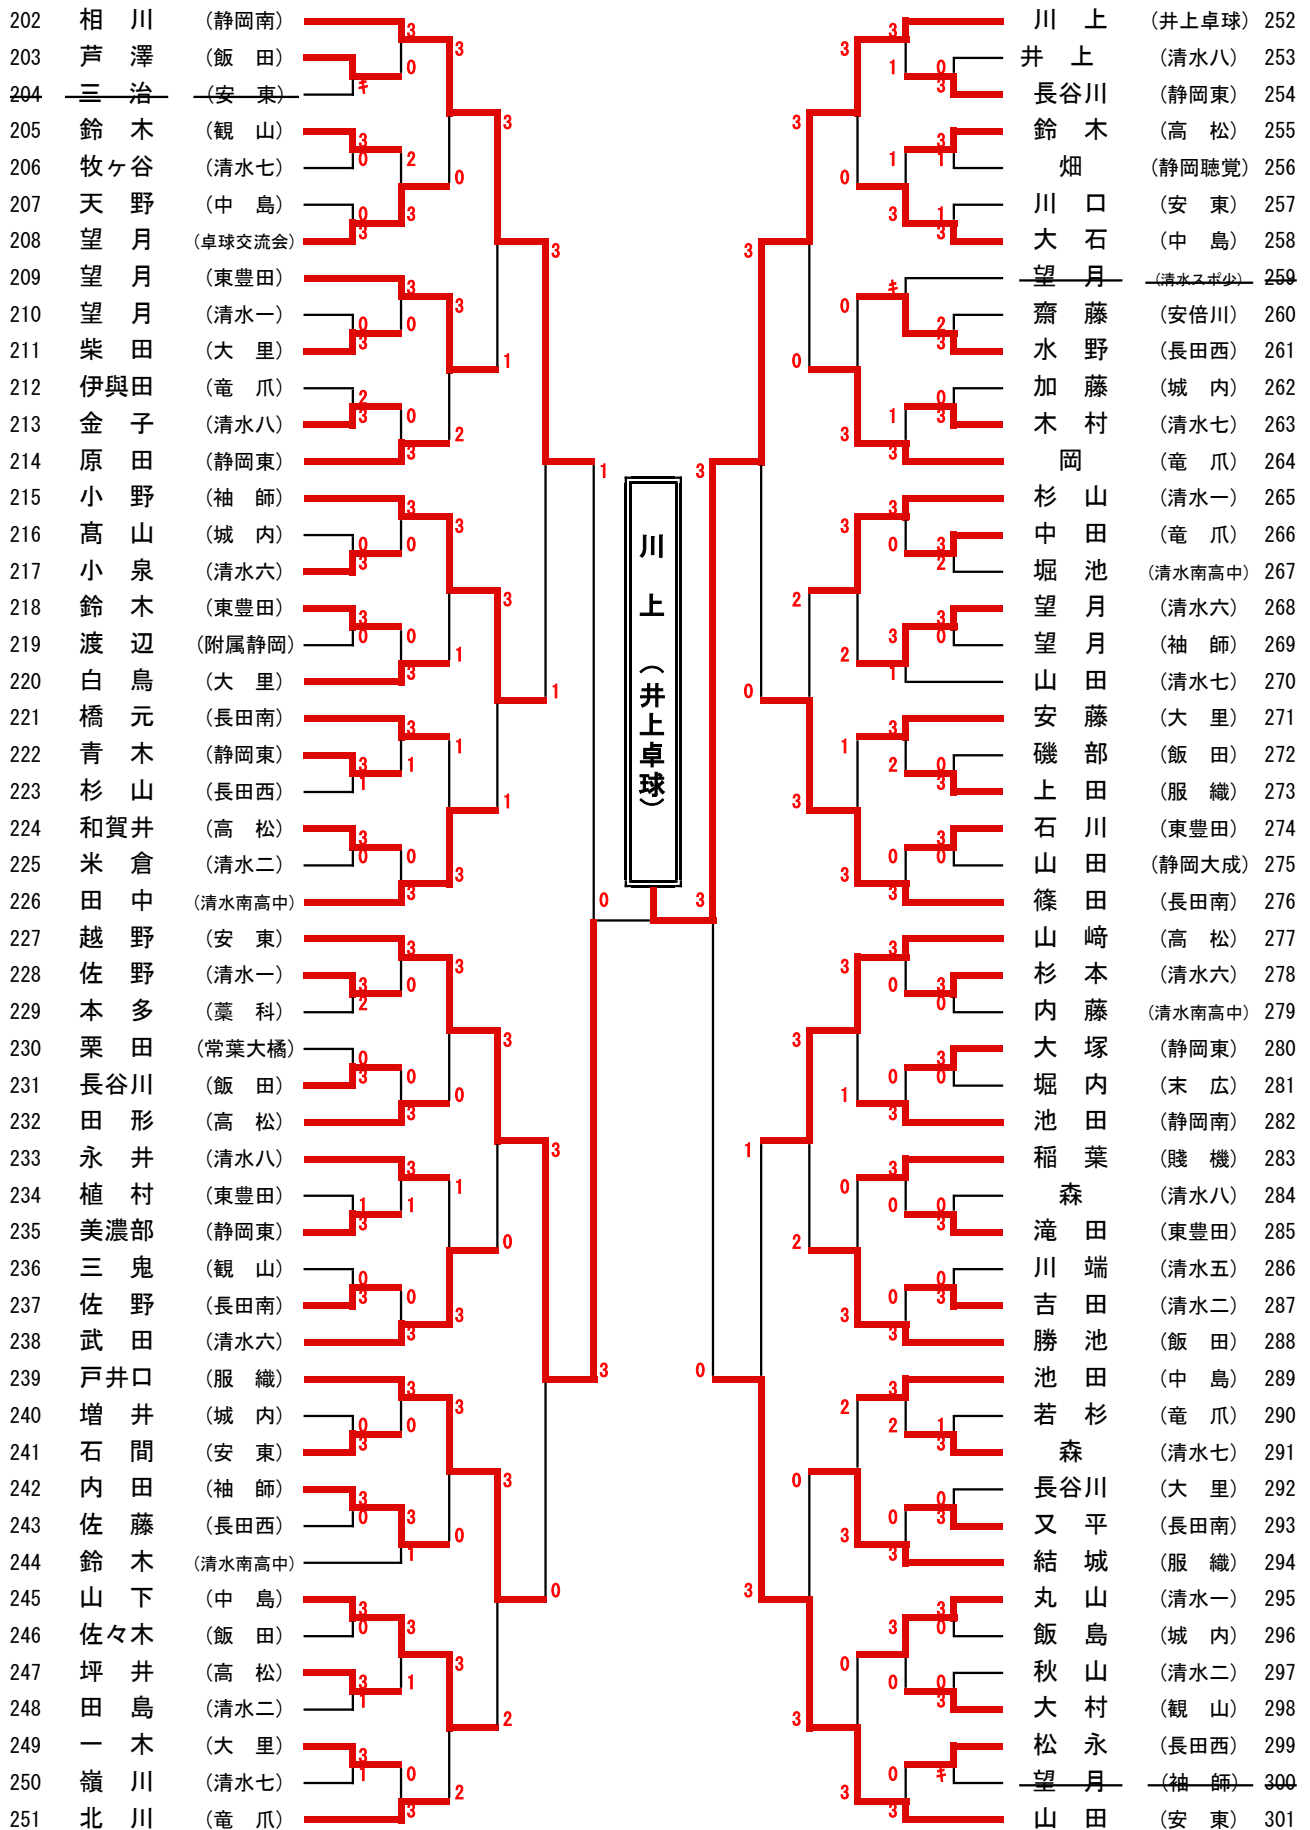 202 相川 (静岡南)
203 芦澤 (飯田)
204 三治 (安東)
205 鈴木 (観山)
206 牧ヶ谷 (清水七)
207 天野 (中島)
208 望月 (卓球交流会)
209 望月 (東豊田)
210 望月 (清水一)
211 柴田 (大里)
212 伊與田 (竜爪)
213 金子 (清水八)
214 原田 (静岡東)
215 小野 (袖師)
216 髙山 (城内)
217 小泉 (清水六)
218 鈴木 (東豊田)
219 渡辺 (附属静岡)
220 白鳥 (大里)
221 橋元 (長田南)
222 青木 (静岡東)
223 杉山 (長田西)
224 和賀井 (高松)
225 米倉 (清水二)
226 田中 (清水南高中)
227 越野 (安東)
228 佐野 (清水一)
229 本多 (藁科)
230 栗田 (常葉大橘)
231 長谷川 (飯田)
232 田形 (高松)
233 永井 (清水八)
234 植村 (東豊田)
235 美濃部 (静岡東)
236 三鬼 (観山)
237 佐野 (長田南)
238 武田 (清水六)
239 戸井口 (服織)
240 増井 (城内)
241 石間 (安東)
242 内田 (袖師)
243 佐藤 (長田西)
244 鈴木 (清水南高中)
245 山下 (中島)
246 佐々木 (飯田)
247 坪井 (高松)
248 田島 (清水二)
249 一木 (大里)
250 嶺川 (清水七)
251 北川 (竜爪)
川上 (井上卓球)
川上 (井上卓球) 252
井上 (清水八) 253
長谷川 (静岡東) 254
鈴木 (高松) 255
畑 (静岡聴覚) 256
川口 (安東) 257
大石 (中島) 258
望月 (清水スポ少) 259
齋藤 (安倍川) 260
水野 (長田西) 261
加藤 (城内) 262
木村 (清水七) 263
岡 (竜爪) 264
杉山 (清水一) 265
中田 (竜爪) 266
堀池 (清水南高中) 267
望月 (清水六) 268
望月 (袖師) 269
山田 (清水七) 270
安藤 (大里) 271
磯部 (飯田) 272
上田 (服織) 273
石川 (東豊田) 274
山田 (静岡大成) 275
篠田 (長田南) 276
山﨑 (高松) 277
杉本 (清水六) 278
内藤 (清水南高中) 279
大塚 (静岡東) 280
堀内 (末広) 281
池田 (静岡南) 282
稲葉 (賤機) 283
森 (清水八) 284
滝田 (東豊田) 285
川端 (清水五) 286
吉田 (清水二) 287
勝池 (飯田) 288
池田 (中島) 289
若杉 (竜爪) 290
森 (清水七) 291
長谷川 (大里) 292
又平 (長田南) 293
結城 (服織) 294
丸山 (清水一) 295
飯島 (城内) 296
秋山 (清水二) 297
大村 (観山) 298
松永 (長田西) 299
望月 (袖師) 300
山田 (安東) 301